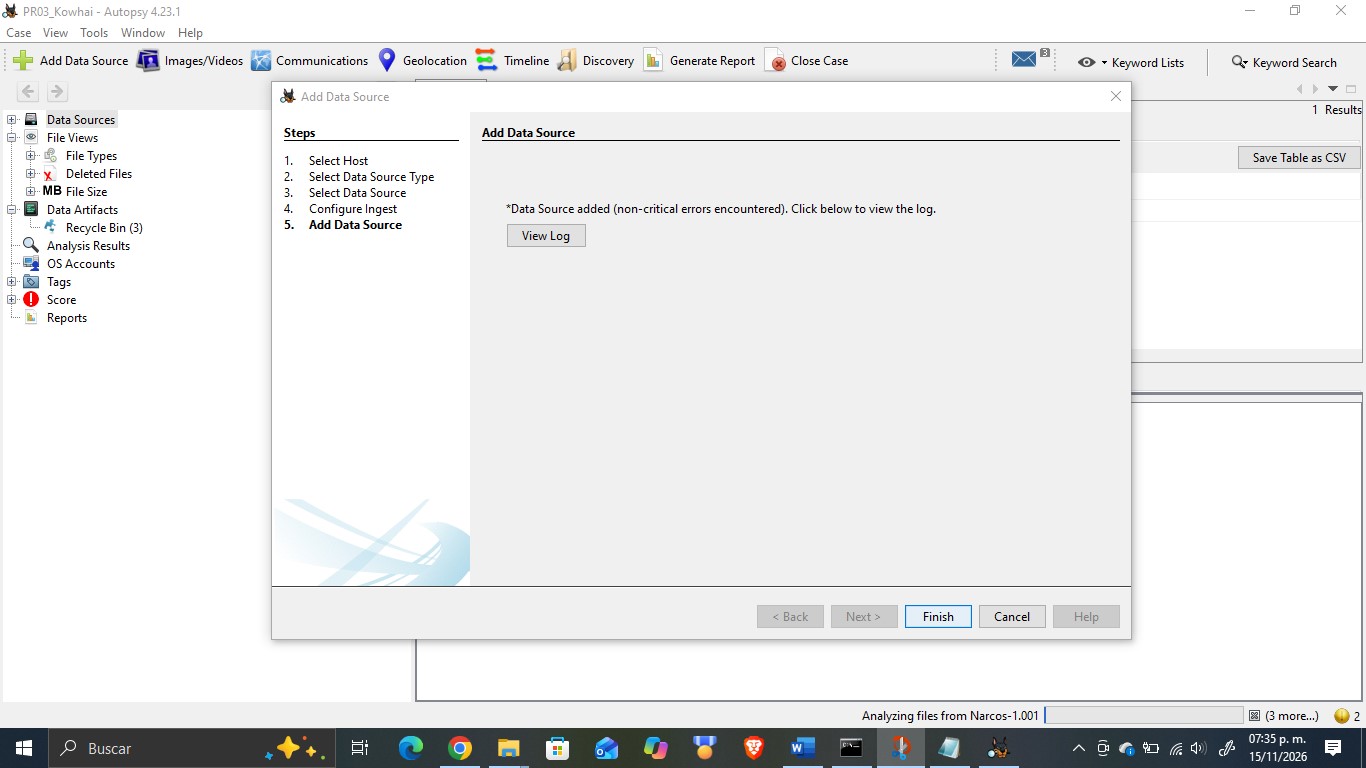 PR03_Kowhai - Autopsy 4.23.1
Case View Tools Window Help
Add Data Source Images/Videos Communications Geolocation Timeline Discovery Generate Report Close Case 3 Keyword Lists Keyword Search
Add Data Source
1 Results
Save Table as CSV
Data Sources
File Views
File Types
Deleted Files
MB File Size
Data Artifacts
Recycle Bin (3)
Analysis Results
OS Accounts
Tags
Score
Reports
Steps
1. Select Host
2. Select Data Source Type
3. Select Data Source
4. Configure Ingest
5. Add Data Source
Add Data Source
*Data Source added (non-critical errors encountered). Click below to view the log.
View Log
< Back Next > Finish Cancel Help
Analyzing files from Narcos-1.001 (3 more...) 2
Buscar
07:35 p. m.
15/11/2026